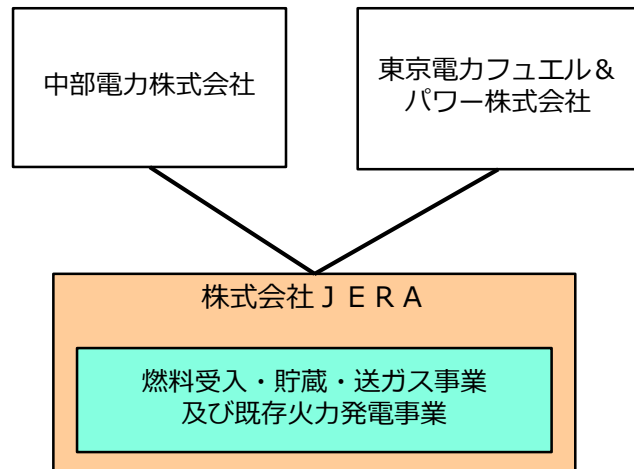 中部電力株式会社
東京電力フュエル＆
パワー株式会社
株式会社ＪＥＲＡ
燃料受入・貯蔵・送ガス事業
及び既存火力発電事業